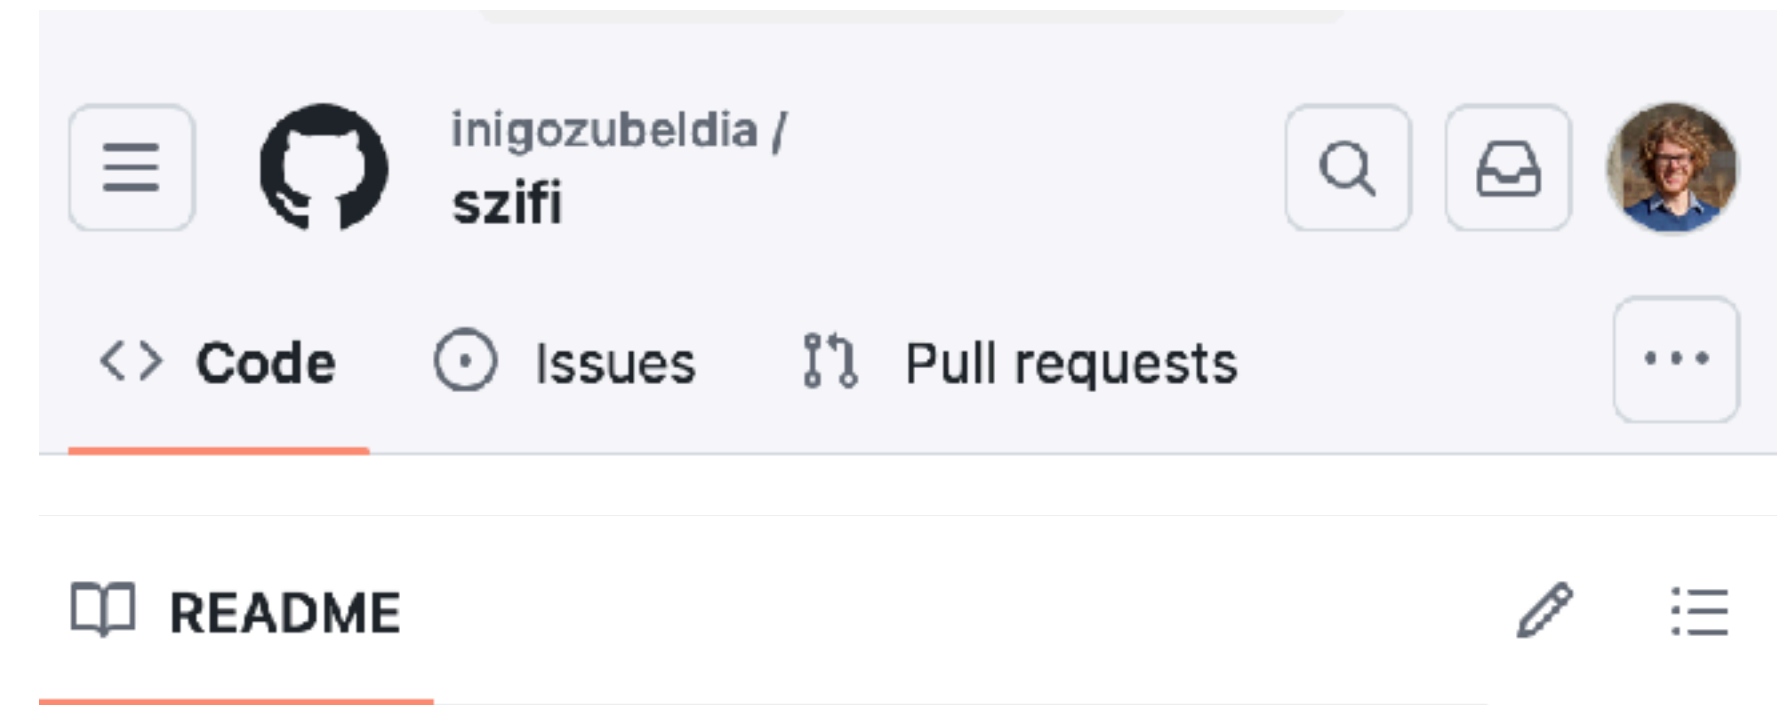 inigozubeldia /
szifi
Code Issues Pull requests
README